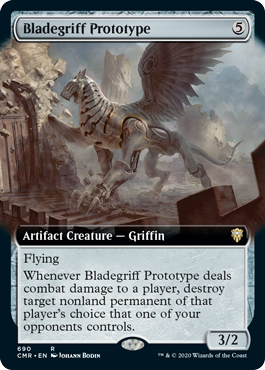 Bladegriff Prototype 5
Artifact Creature — Griffin
Flying
Whenever Bladegriff Prototype deals
combat damage to a player, destroy
target nonland permanent of that
player's choice that one of your
opponents controls.
3/2
690 R
CMR • EN Johann Bodin
™ & © 2020 Wizards of the Coast